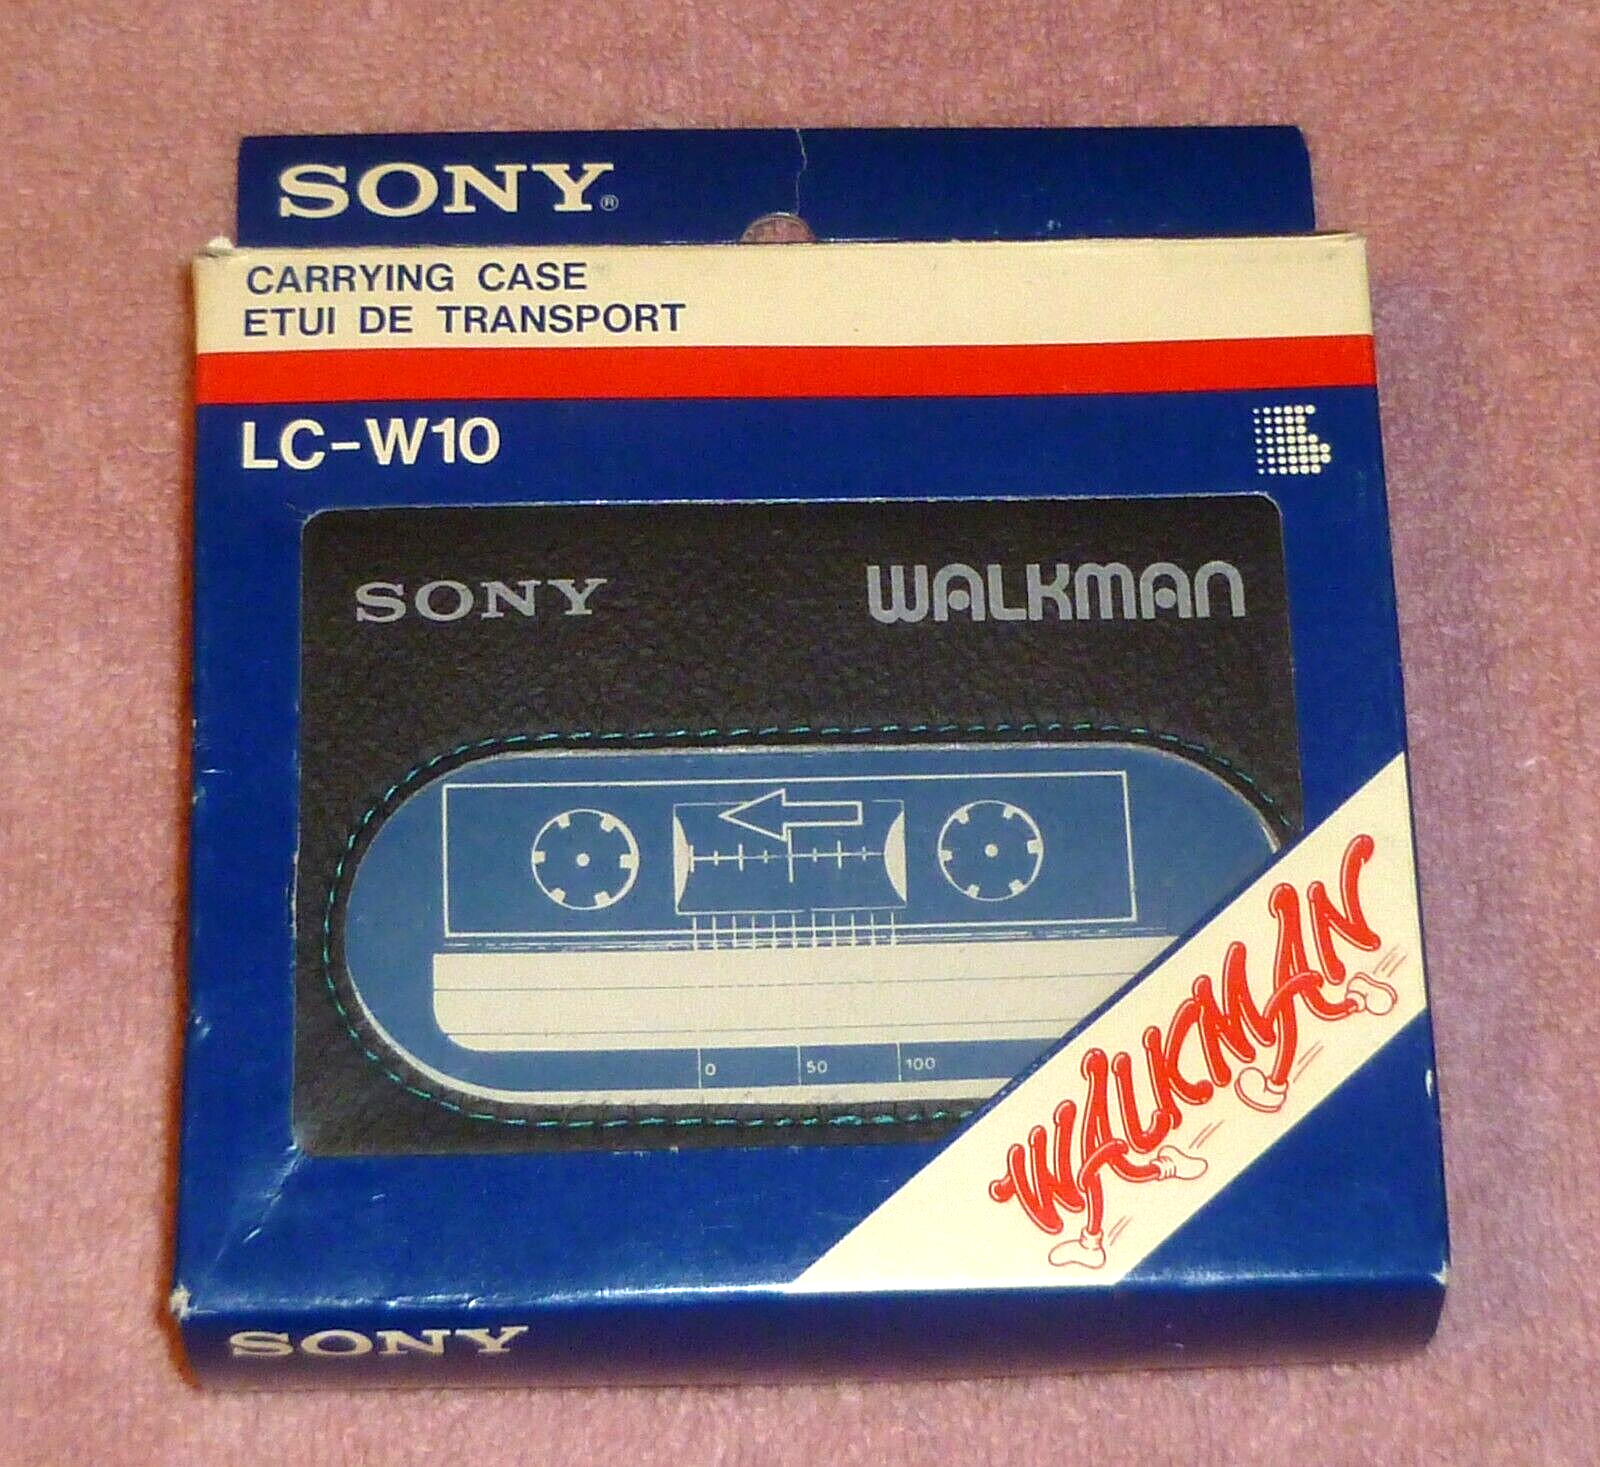 SONY®
CARRYING CASE
ETUI DE TRANSPORT
LC-W10
SONY
WALKMAN
0 50 100
WALKMAN
SONY